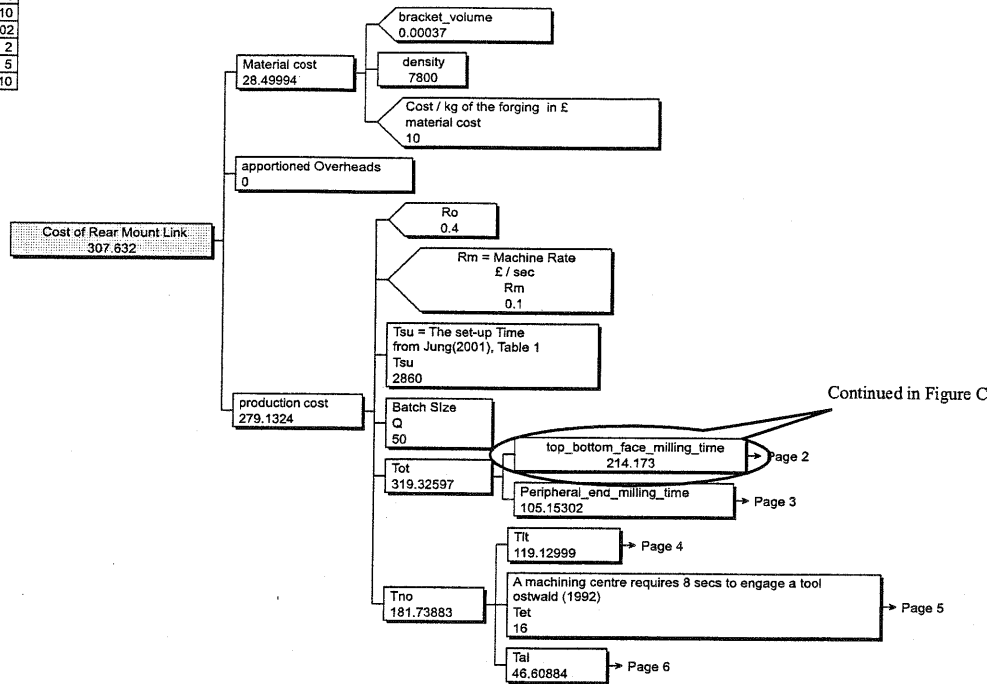 10
02
2
5
10
bracket_volume
0.00037
Material cost
28.49994
density
7800
Cost / kg of the forging in £
material cost
10
apportioned Overheads
0
Cost of Rear Mount Link
307.632
Ro
0.4
Rm = Machine Rate
£ / sec
Rm
0.1
Tsu = The set-up Time
from Jung(2001), Table 1
Tsu
2860
Continued in Figure C
production cost
279.1324
Batch SIze
Q
50
top_bottom_face_milling_time
214.173
Page 2
Tot
319.32597
Peripheral_end_milling_time
105.15302
Page 3
Tlt
119.12999
Page 4
A machining centre requires 8 secs to engage a tool
ostwald (1992)
Tet
16
Page 5
Tno
181.73883
Tal
46.60884
Page 6